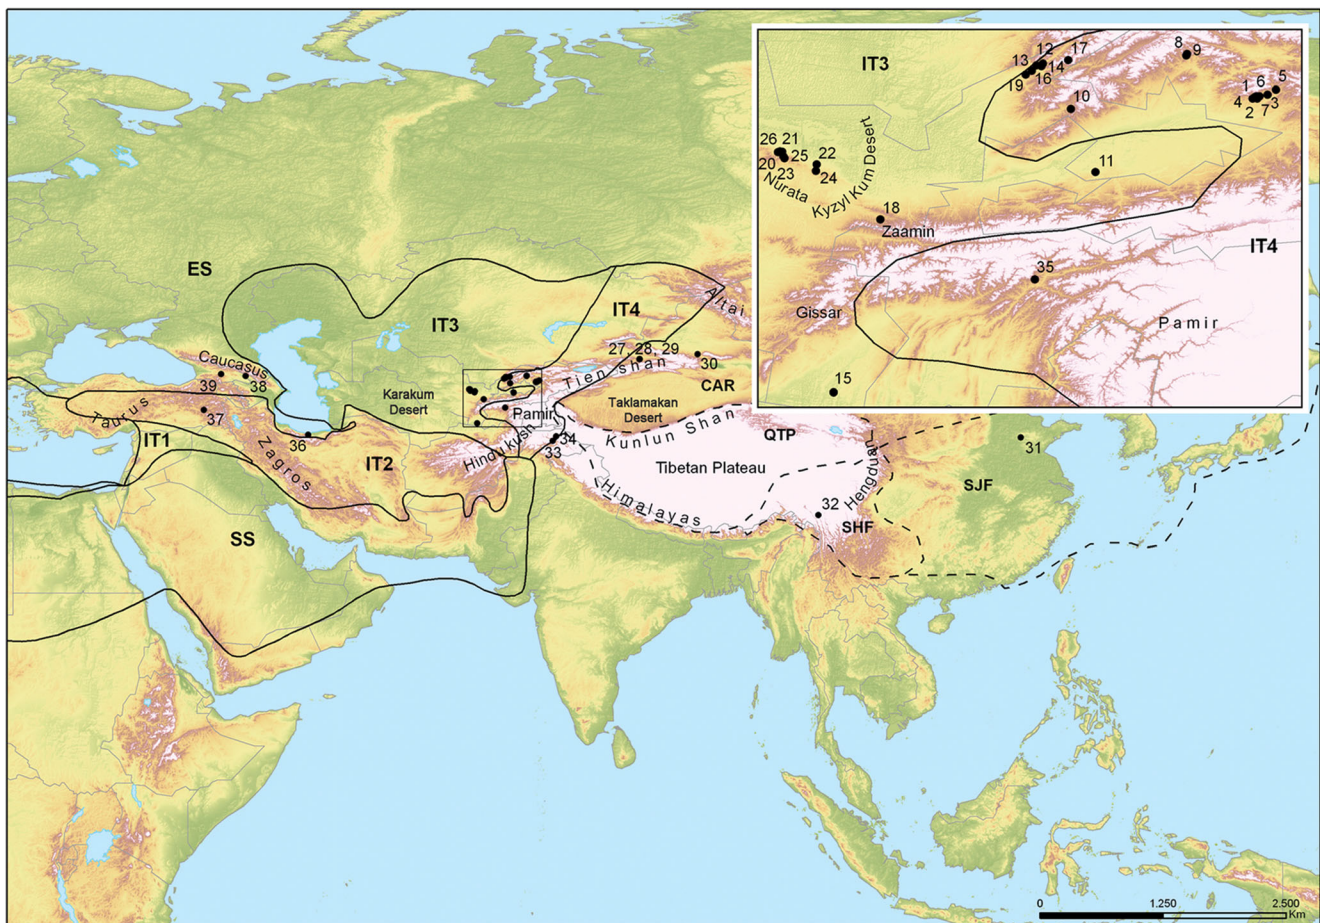 ES
IT3
IT4
Altai
27, 28, 29
30
Tien shan
CAR
Caucasus
39
38
Karakum
Desert
Taklamakan
Desert
Taurus
37
IT1
Zagros
36
IT2
Pamir
Hindukush
34
33
Kunlun Shan
QTP
Tibetan Plateau
Himalayas
Hengduan
32
SHF
SJF
31
SS
IT3
12
13
17
14
16
19
8
9
10
5
1
6
4
2
7
3
26
21
20
25
23
22
24
Nurata
Kyzyl Kum Desert
11
18
Zaamin
IT4
35
Gissar
Pamir
15
0
1.250
2.500
Km